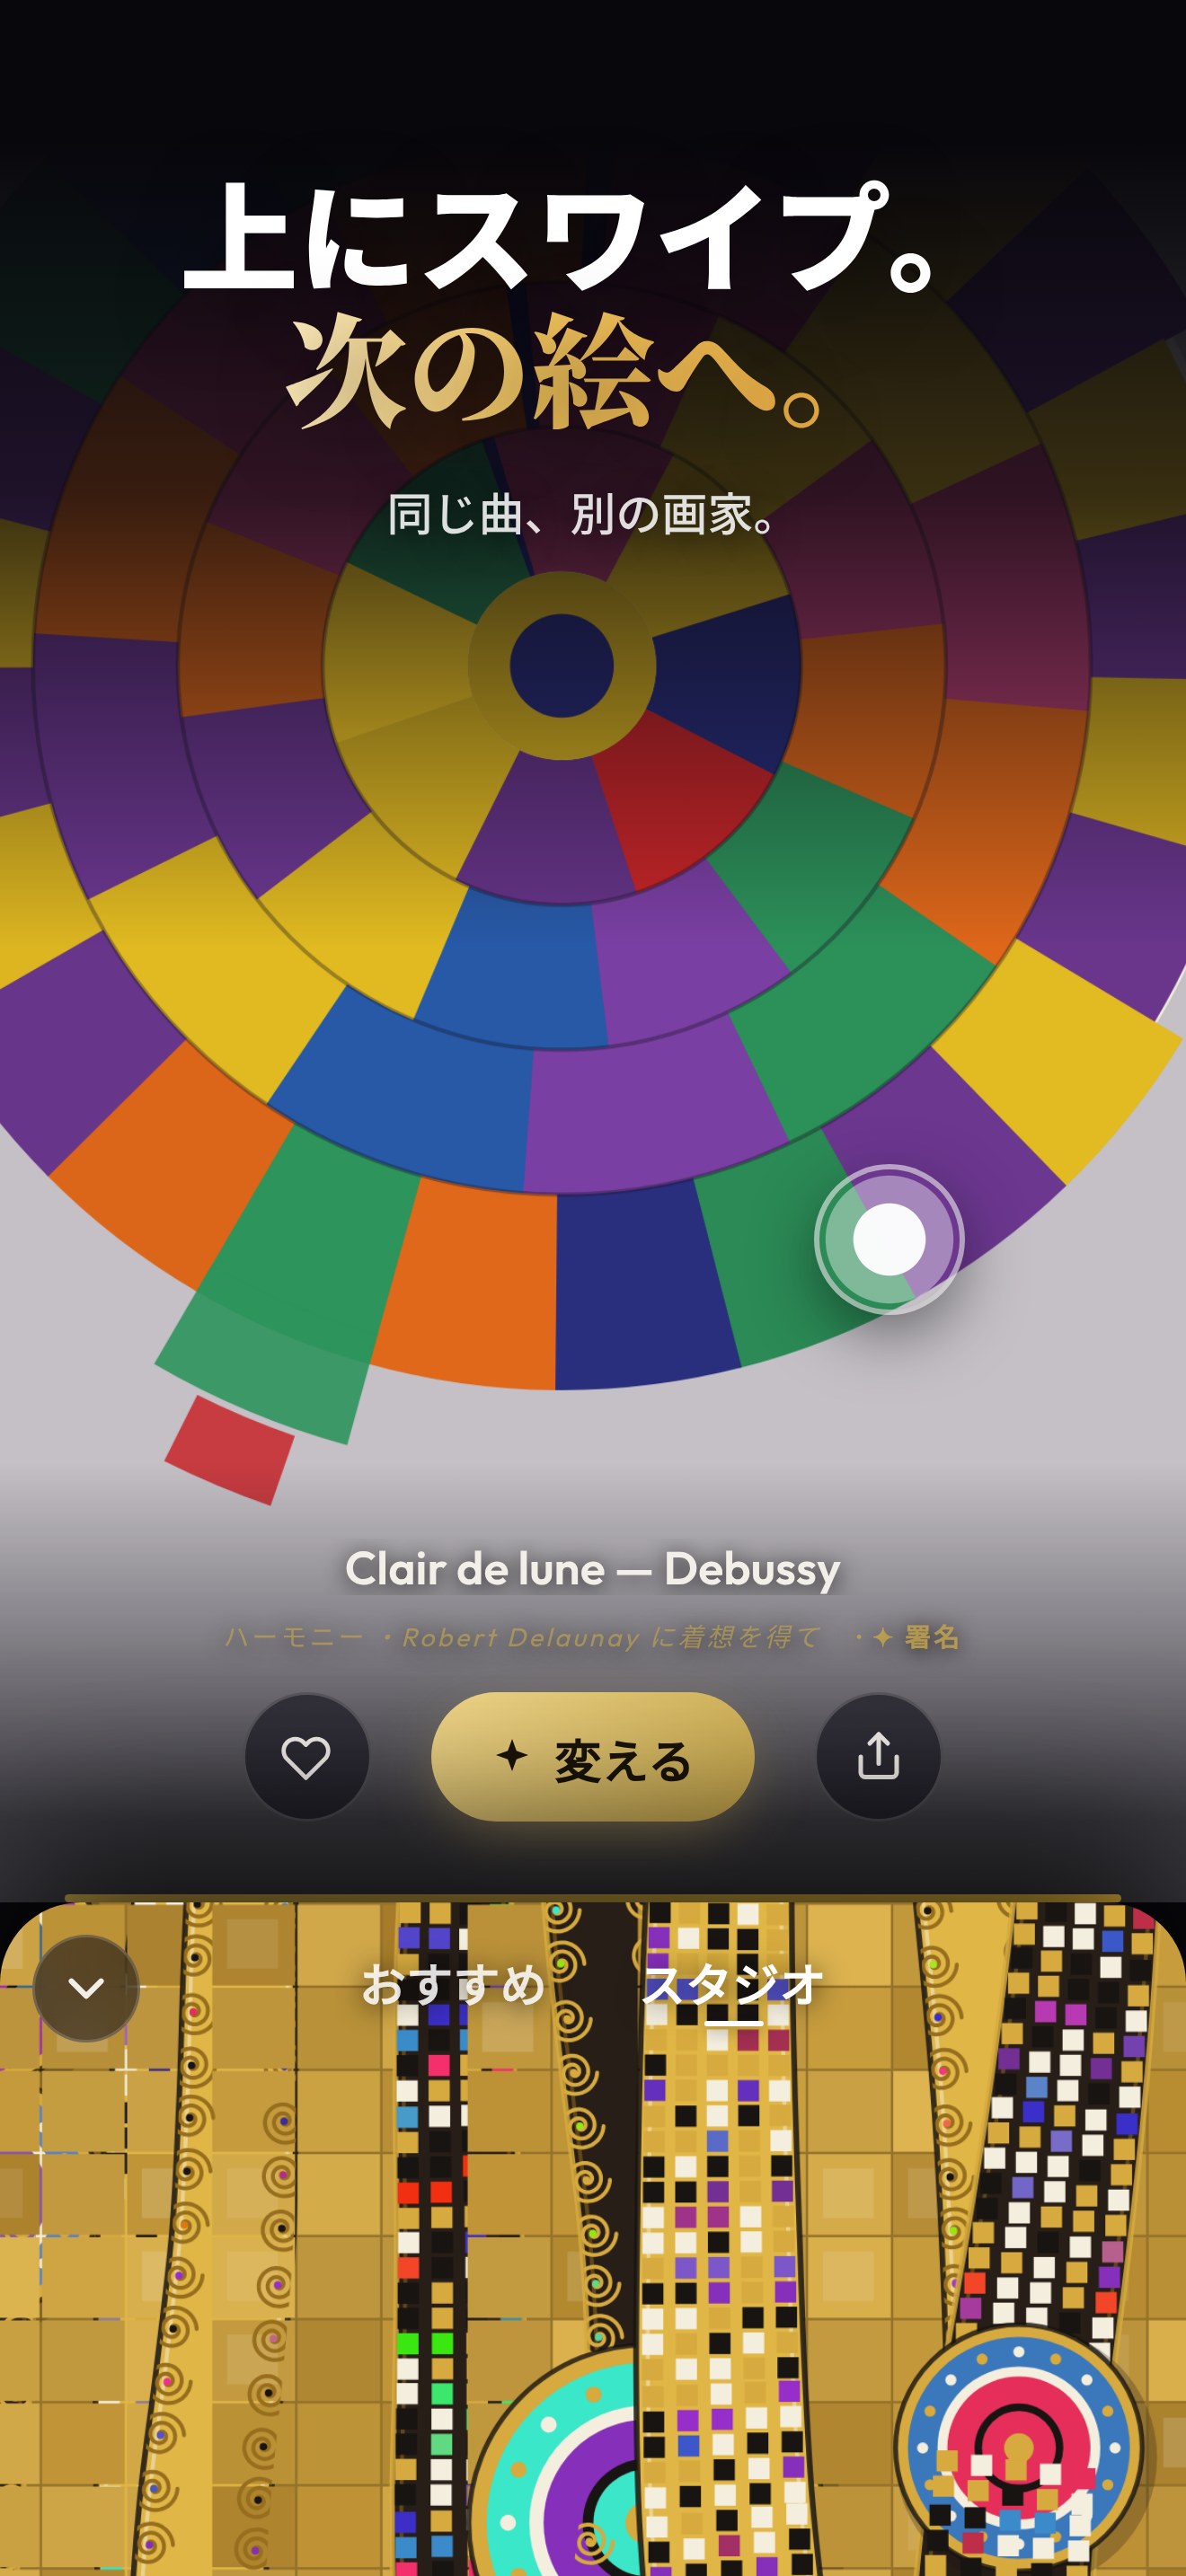 上にスワイプ。
次の絵へ。
同じ曲、別の画家。
Clair de lune — Debussy
ハーモニー ・Robert Delaunay に着想を得て ・✦ 署名
✦ 変える
おすすめ スタジオ